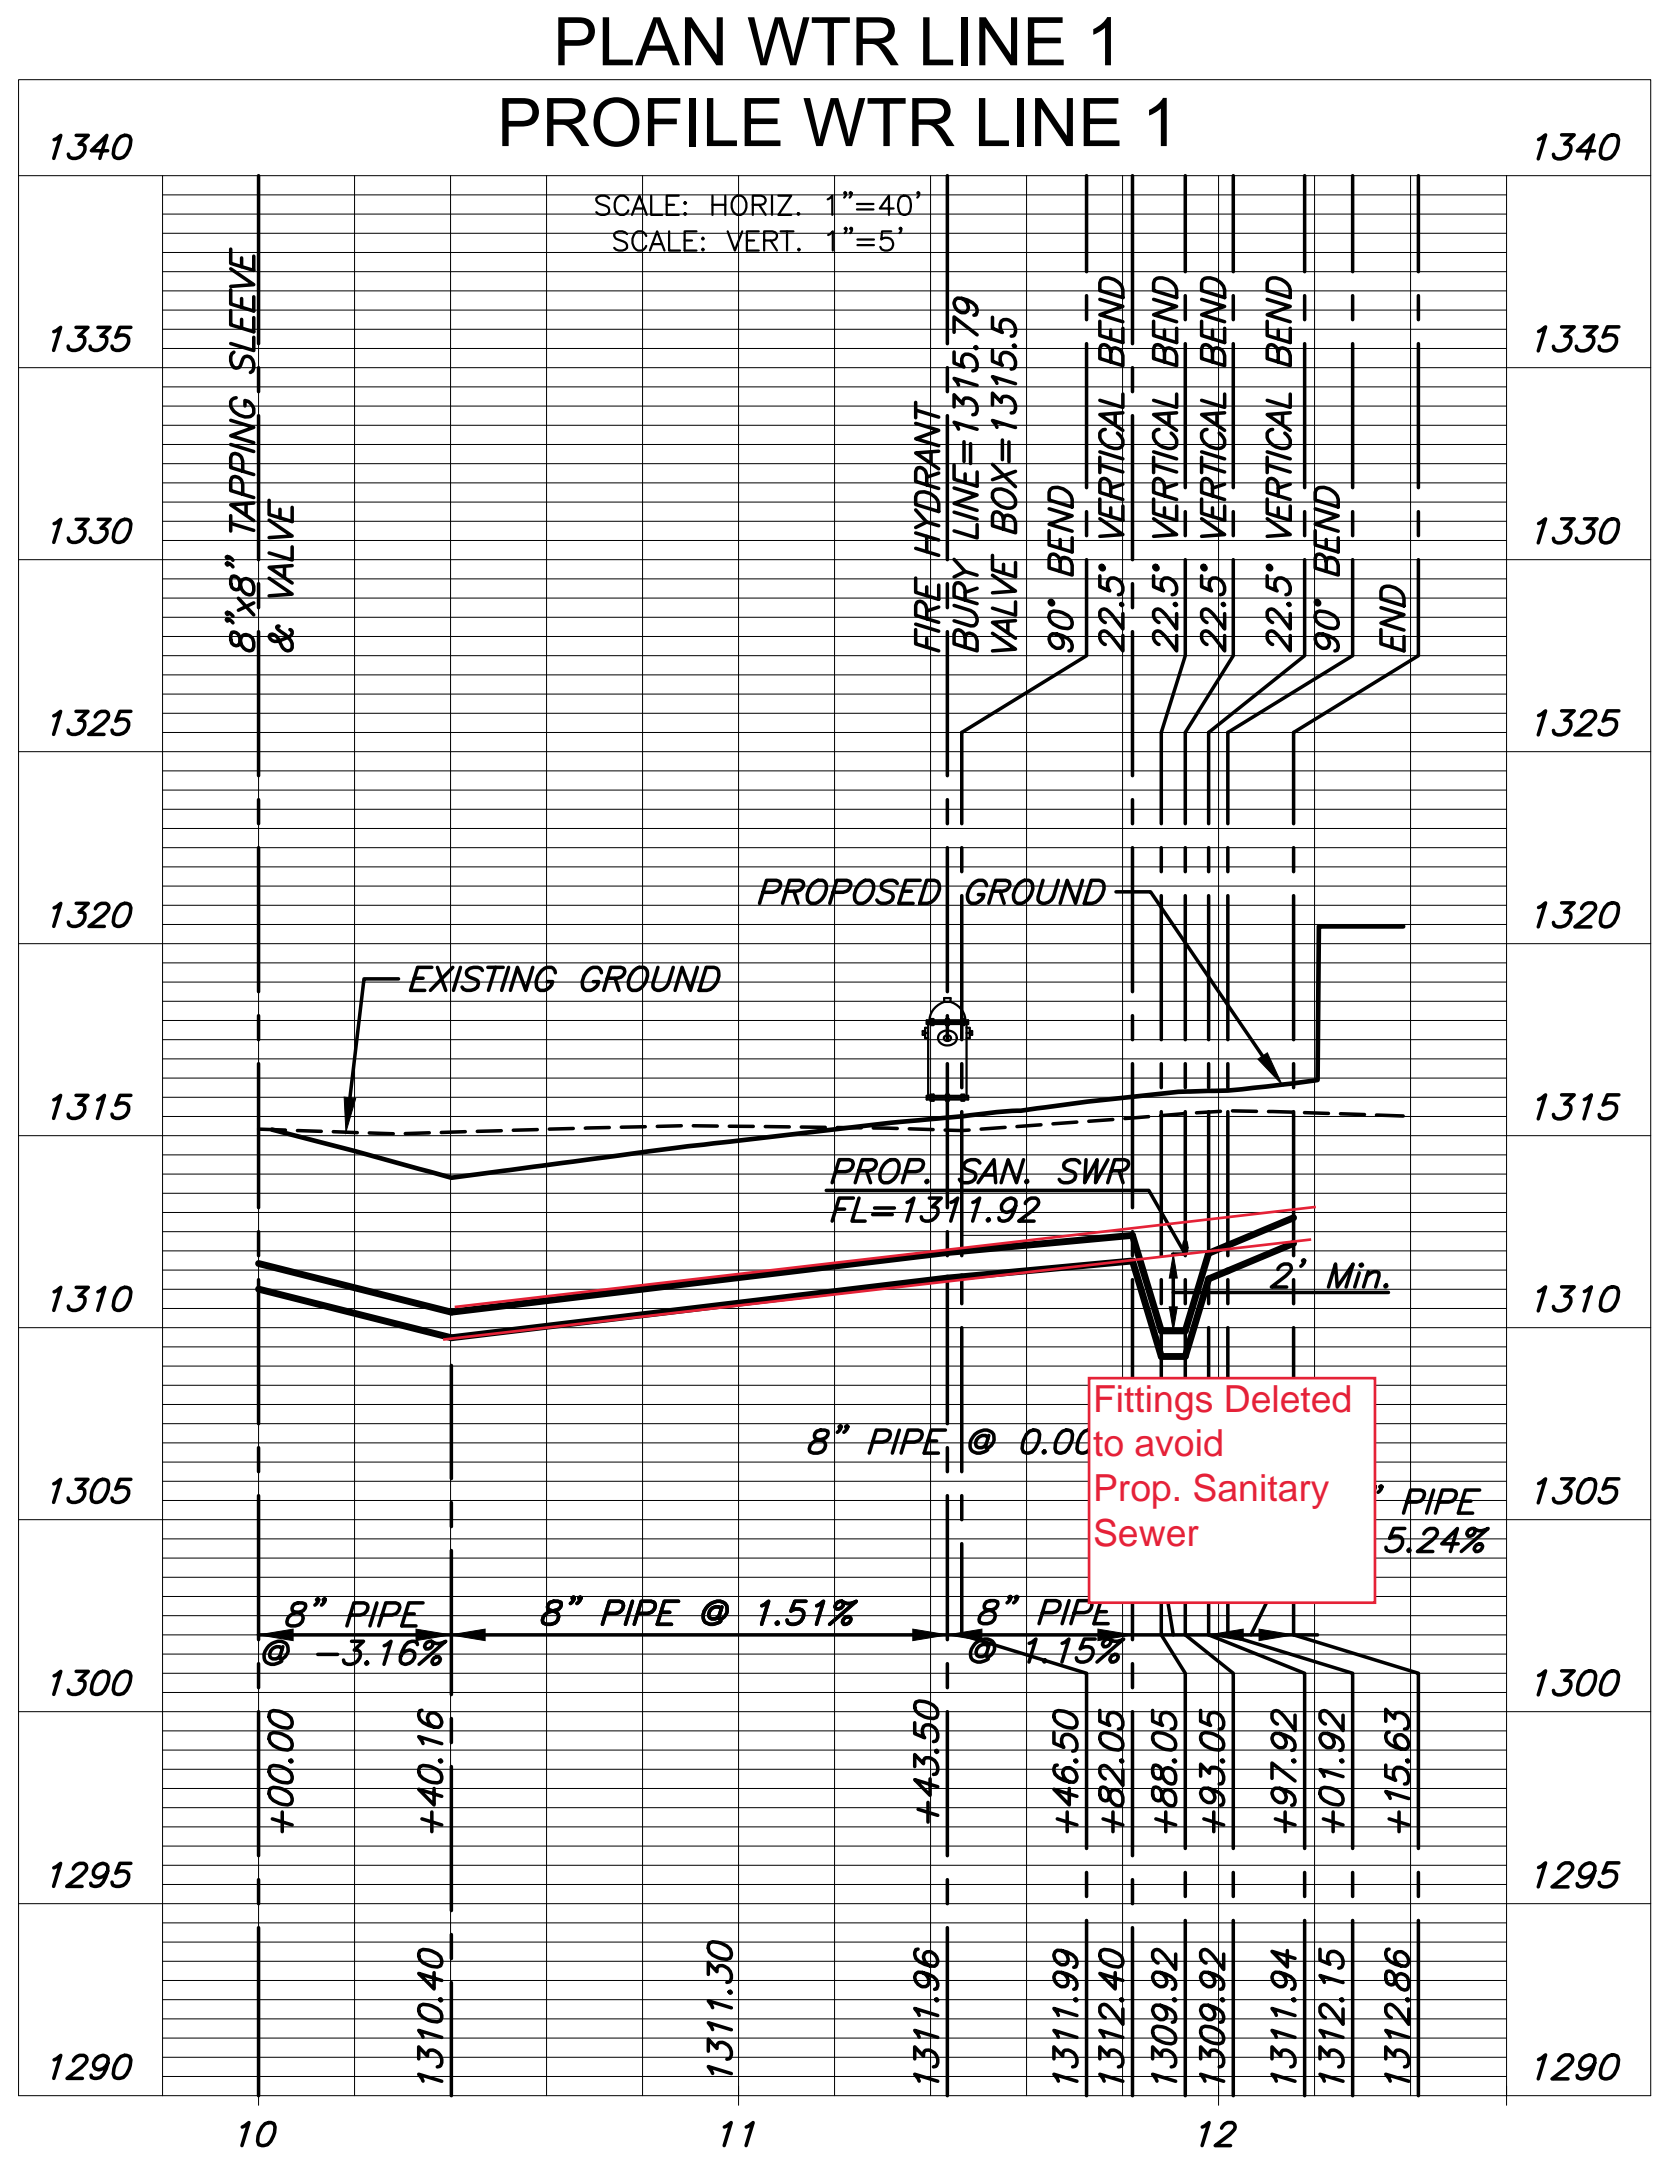 PLAN WTR LINE 1
PROFILE WTR LINE 1
1340
1340
SCALE: HORIZ. 1"=40'
SCALE: VERT. 1"=5'
1335
1335
1330
1330
1325
1325
1320
1320
1315
1315
1310
1310
1305
1305
1300
1300
1295
1295
1290
1290
8"x8" TAPPING SLEEVE
& VALVE
FIRE HYDRANT
BURY LINE=1315.79
VALVE BOX=1315.5
90° BEND
22.5° VERTICAL BEND
22.5° VERTICAL BEND
22.5° VERTICAL BEND
22.5° VERTICAL BEND
90° BEND
END
PROPOSED GROUND
EXISTING GROUND
PROP. SAN. SWR
FL=1311.92
2' Min.
8" PIPE @ 0.00
Fittings Deleted
to avoid
Prop. Sanitary
Sewer
" PIPE
5.24%
8" PIPE
@ -3.16%
8" PIPE @ 1.51%
8" PIPE
@ 1.15%
+00.00
+40.16
+43.50
+46.50
+82.05
+88.05
+93.05
+97.92
+01.92
+15.63
1310.40
1311.30
1311.96
1311.99
1312.40
1309.92
1309.92
1311.94
1312.15
1312.86
10
11
12